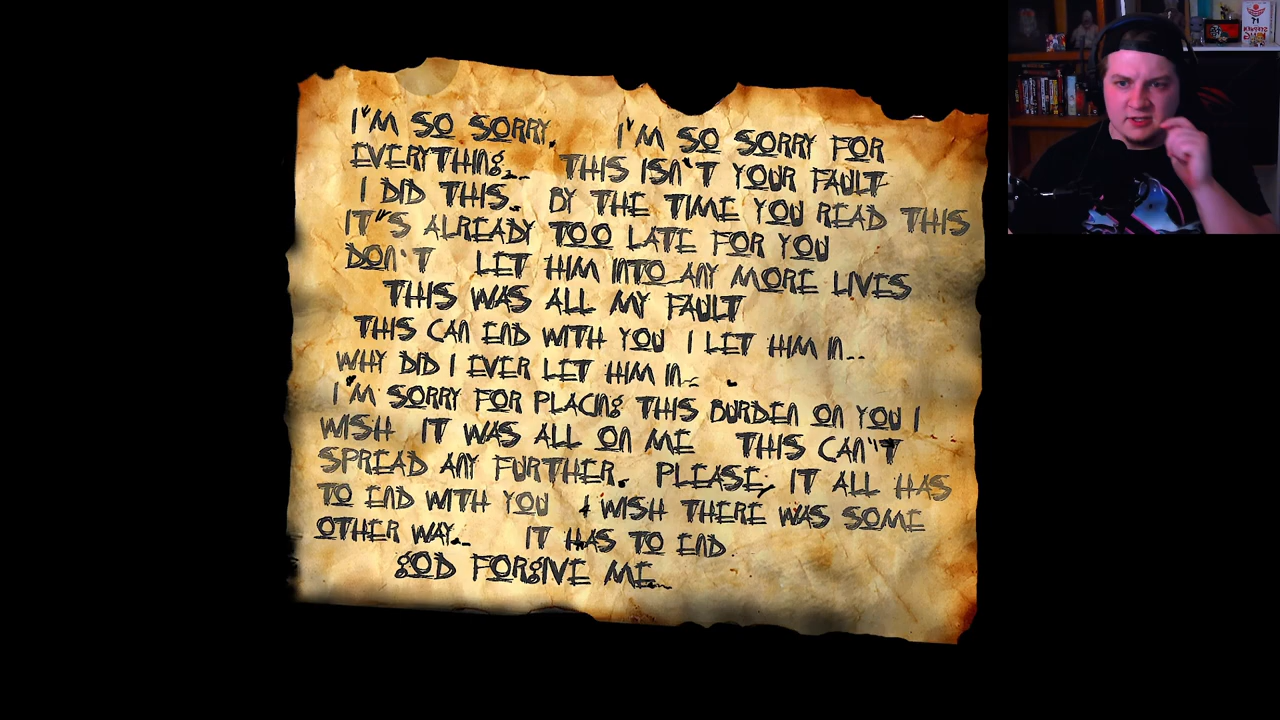 I"M SO SORRY. I"M SO SORRY FOR
EVERYTHINg... THIS ISN'T YOUR FAULT
I DID THIS.. BY THE TIME YOU READ THIS
IT"S ALREADY TOO LATE FOR YOU
DON'T LET HIM INTO ANY MORE LIVES
THIS WAS ALL MY FAULT
THIS CAN END WITH YOU I LET HIM IN...
WHY DID I EVER LET HIM IN...
I"M SORRY FOR PLACINg THIS BURDEN ON YOU I
WISH IT WAS ALL ON ME THIS CAN"T
SPREAD ANY FURTHER. PLEASE, IT ALL HAS
TO END WITH YOU I WISH THERE WAS SOME
OTHER WAY... IT HAS TO END.
gOD FORgIVE ME...